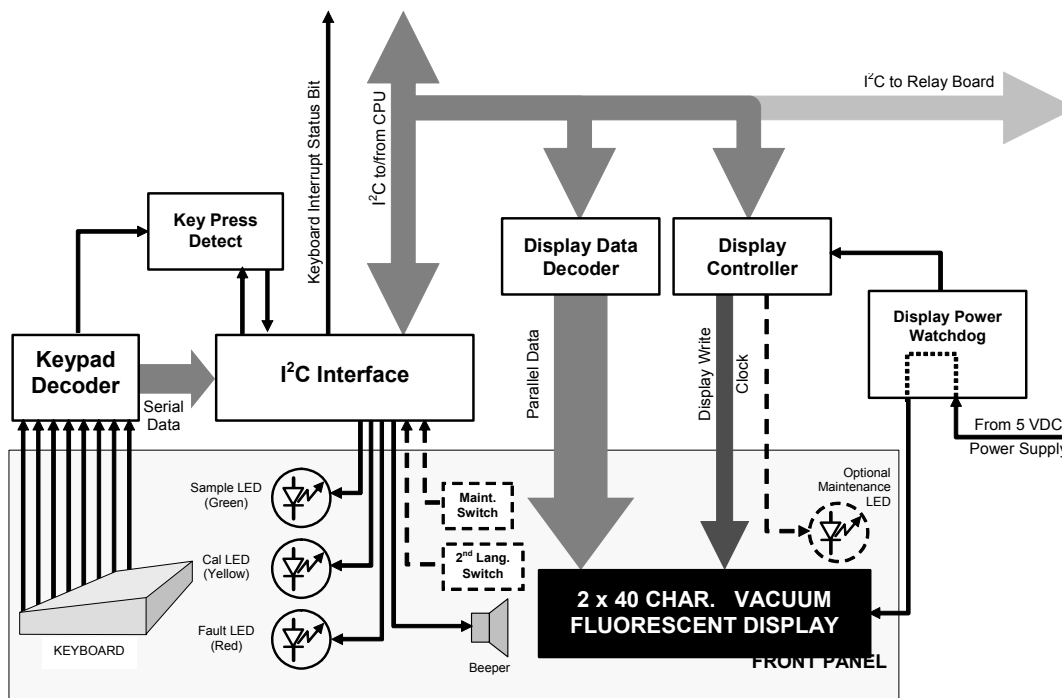 I²C to Relay Board
Keyboard Interrupt Status Bit
I²C to/from CPU
Key Press
Detect
Display Data
Decoder
Display
Controller
Display Power
Watchdog
Keypad
Decoder
I²C Interface
Serial
Data
Parallel Data
Display Write
Clock
From 5 VDC
Power Supply
Sample LED
(Green)
Maint.
Switch
Optional
Maintenance
LED
Cal LED
(Yellow)
2nd Lang.
Switch
2 x 40 CHAR. VACUUM
FLUORESCENT DISPLAY
Fault LED
(Red)
KEYBOARD
Beeper
FRONT PANEL